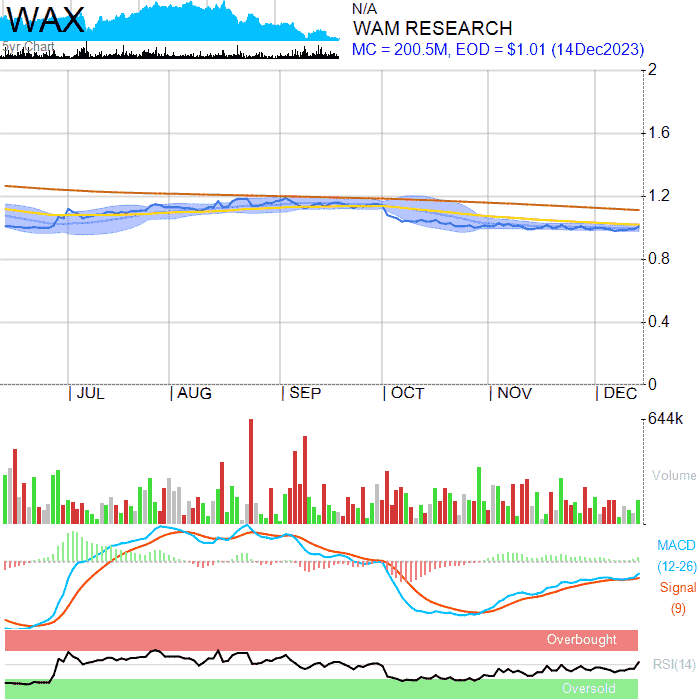 WAX
5yr Chart
N/A
WAM RESEARCH
MC = 200.5M, EOD = $1.01 (14Dec2023)
2
1.6
1.2
0.8
0.4
0
JUL
AUG
SEP
OCT
NOV
DEC
644k
Volume
MACD
(12-26)
Signal
(9)
Overbought
RSI(14)
Oversold